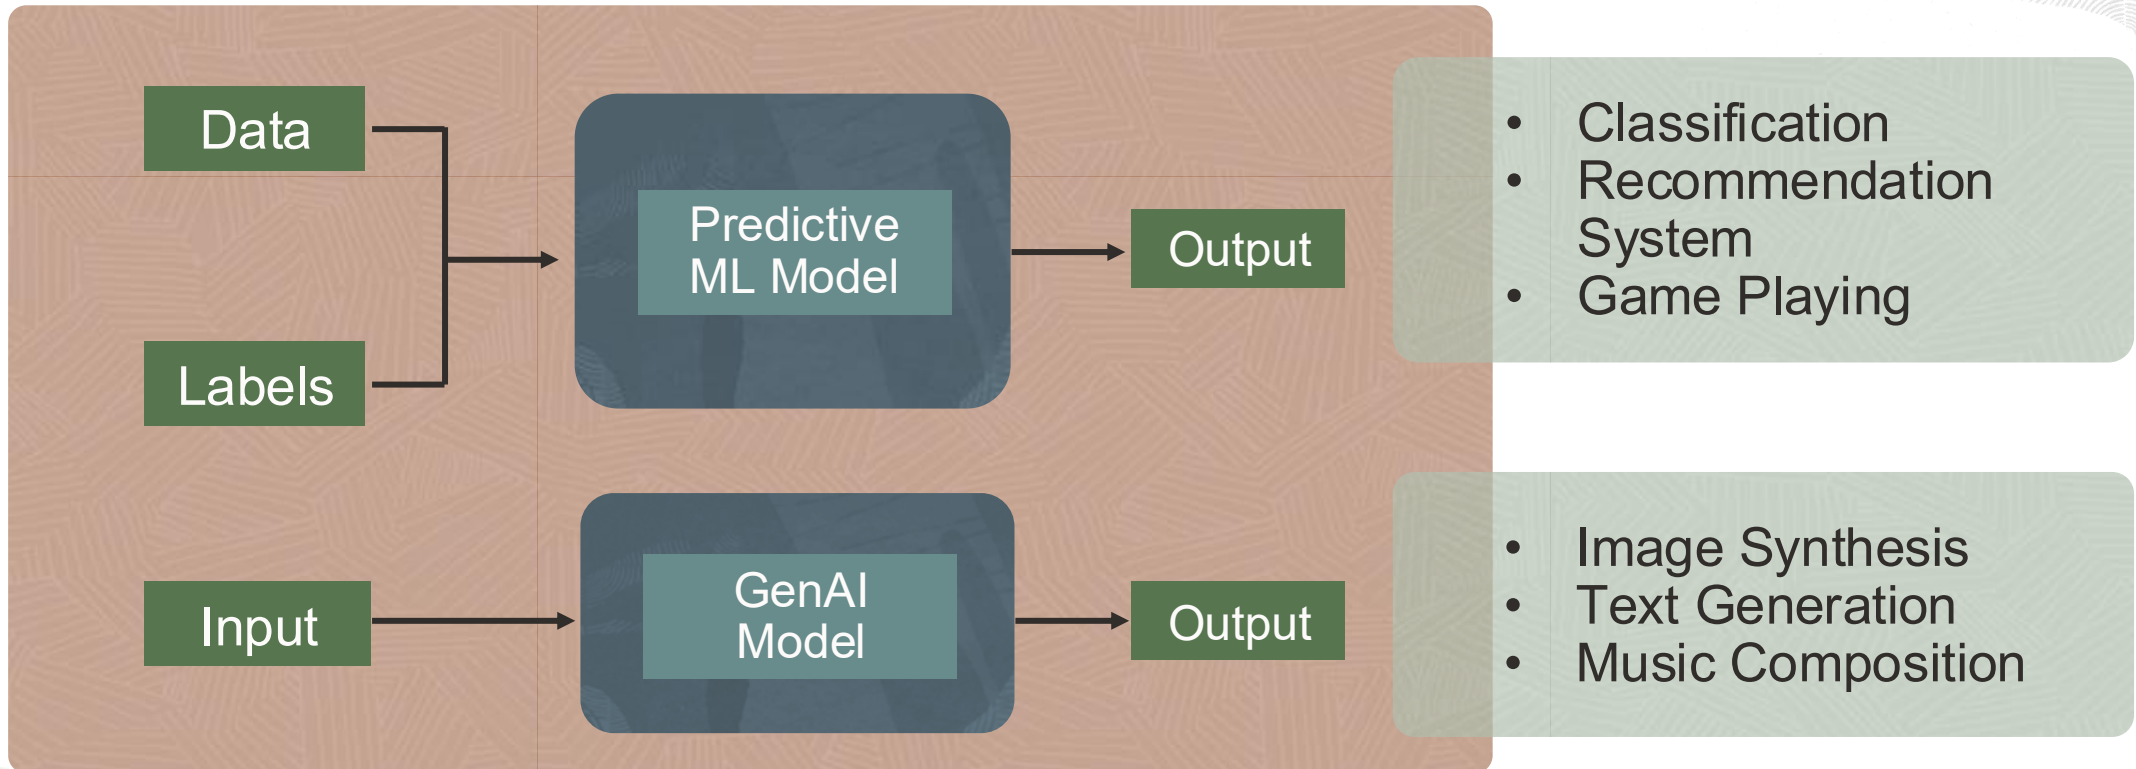 Data
Labels
Predictive
ML Model
Output
• Classification
• Recommendation
System
• Game Playing
Input
GenAI
Model
Output
• Image Synthesis
• Text Generation
• Music Composition